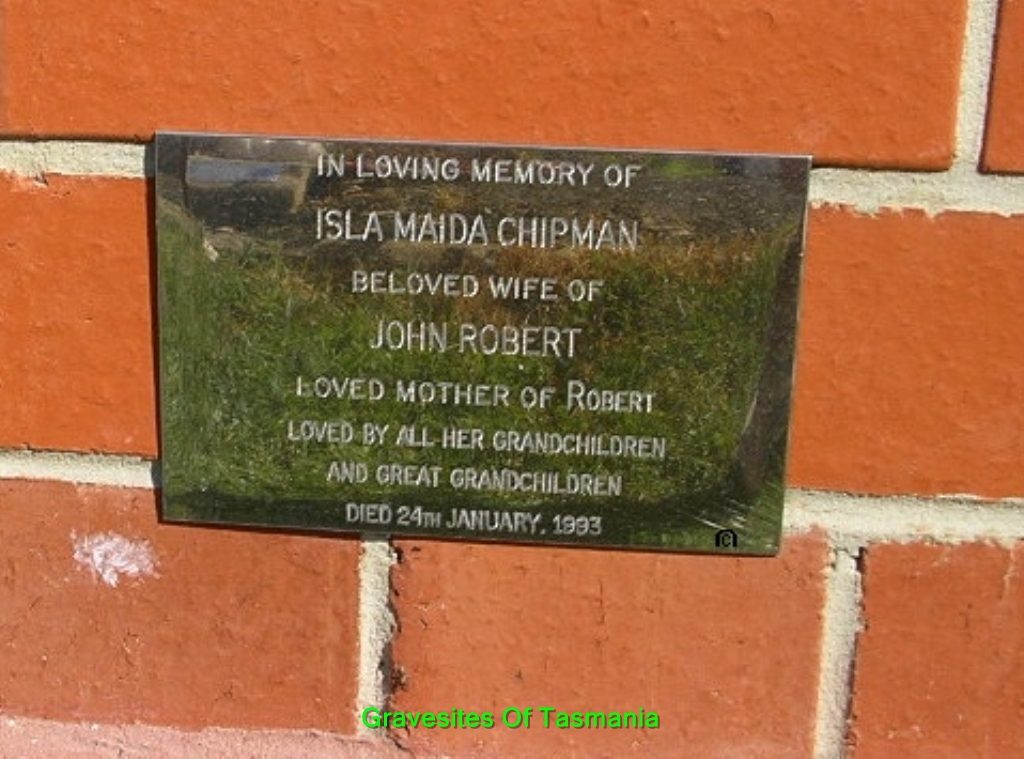 IN LOVING MEMORY OF
ISLA MAIDA CHIPMAN
BELOVED WIFE OF
JOHN ROBERT
LOVED MOTHER OF ROBERT
LOVED BY ALL HER GRANDCHILDREN
AND GREAT GRANDCHILDREN
DIED 24TH JANUARY, 1993
Gravesites Of Tasmania